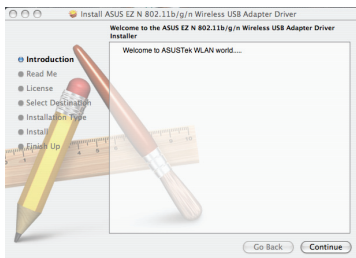 Install ASUS EZ N 802.11b/g/n Wireless USB Adapter Driver
Welcome to the ASUS EZ N 802.11b/g/n Wireless USB Adapter Driver
Installer
Introduction
Read Me
License
Select Destination
Installation Type
Install
Finish Up
Welcome to ASUSTek WLAN world.....
Go Back
Continue